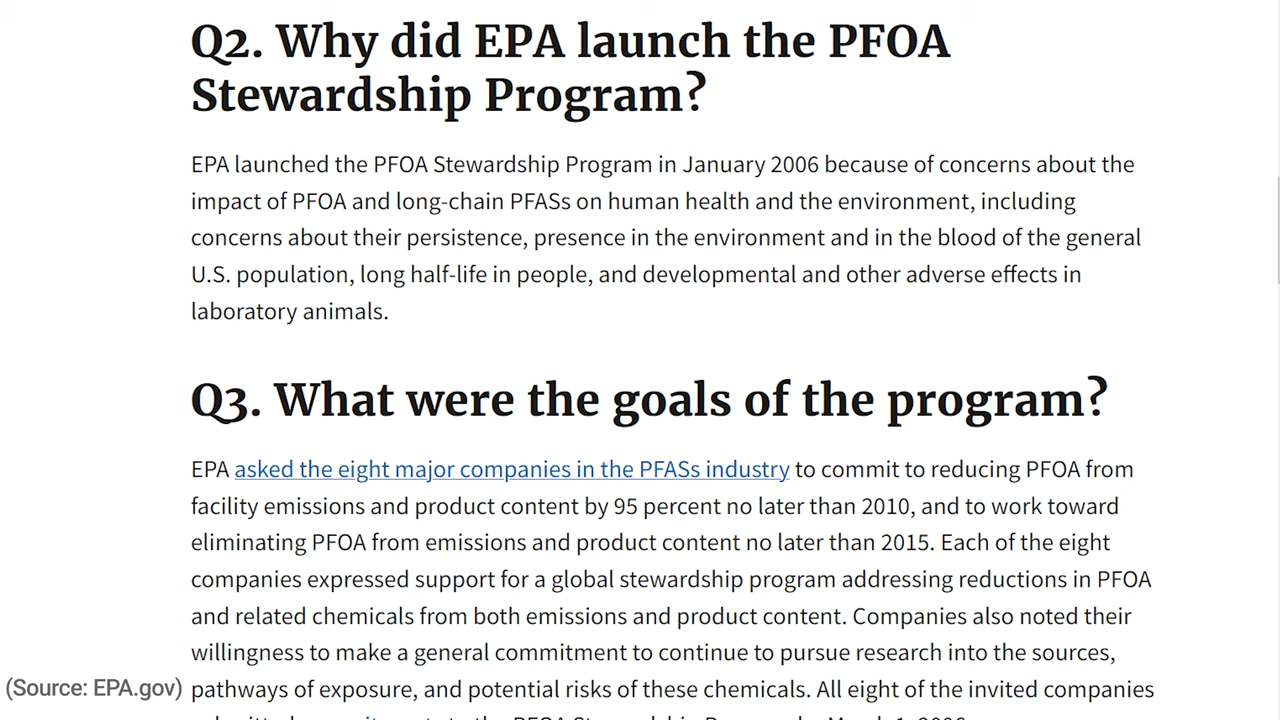 Q2. Why did EPA launch the PFOA
Stewardship Program?
EPA launched the PFOA Stewardship Program in January 2006 because of concerns about the
impact of PFOA and long-chain PFASs on human health and the environment, including
concerns about their persistence, presence in the environment and in the blood of the general
U.S. population, long half-life in people, and developmental and other adverse effects in
laboratory animals.
Q3. What were the goals of the program?
EPA asked the eight major companies in the PFASs industry to commit to reducing PFOA from
facility emissions and product content by 95 percent no later than 2010, and to work toward
eliminating PFOA from emissions and product content no later than 2015. Each of the eight
companies expressed support for a global stewardship program addressing reductions in PFOA
and related chemicals from both emissions and product content. Companies also noted their
willingness to make a general commitment to continue to pursue research into the sources,
pathways of exposure, and potential risks of these chemicals. All eight of the invited companies
(Source: EPA.gov)